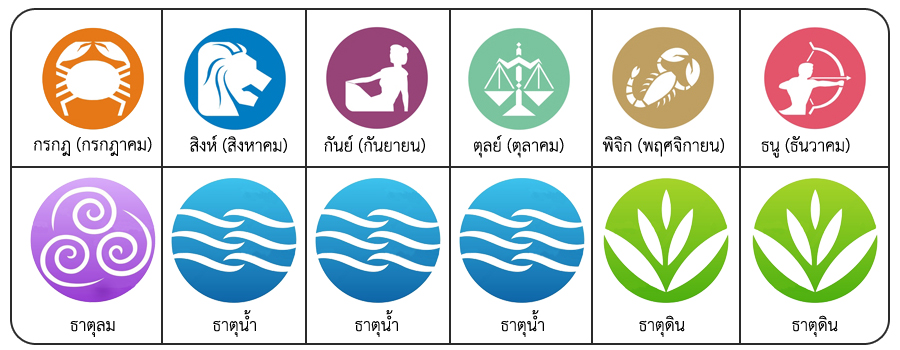 กรกฎ (กรกฎาคม) สิงห์ (สิงหาคม) กันย์ (กันยายน) ตุลย์ (ตุลาคม) พิจิก (พฤศจิกายน) ธนู (ธันวาคม)
ธาตุลม ธาตุน้ำ ธาตุน้ำ ธาตุน้ำ ธาตุดิน ธาตุดิน